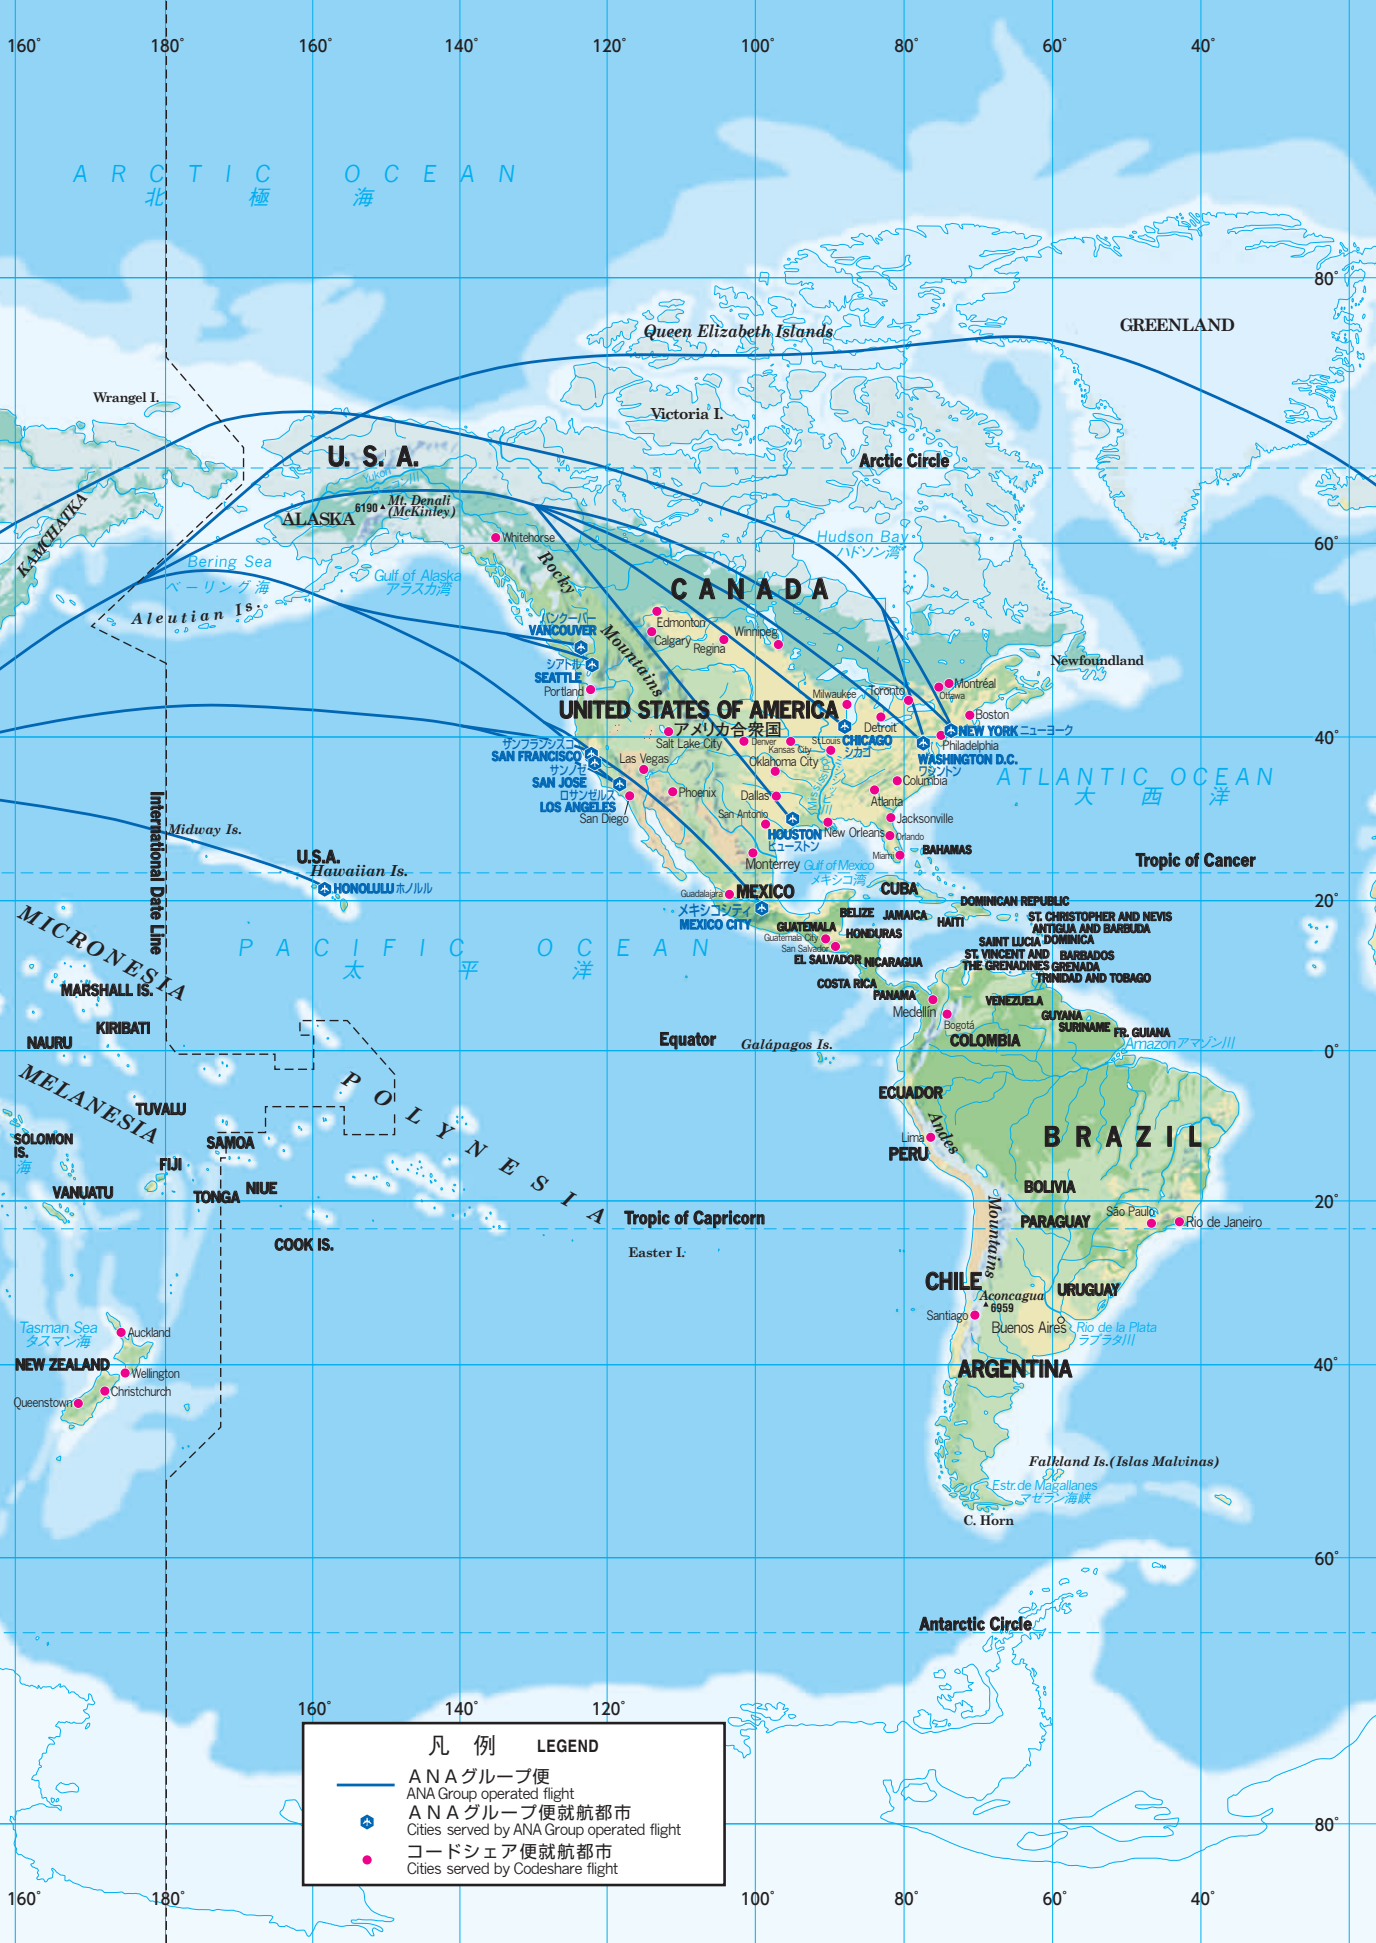 160° 180° 160° 140° 120° 100° 80° 60° 40°
ARCTIC OCEAN
北極海
80°
Queen Elizabeth Islands
GREENLAND
Wrangel I.
Victoria I.
U. S. A.
Arctic Circle
Yukon
Mt. Denali
(McKinley)
6190
ALASKA
KAMCHATKA
Whitehorse
Hudson Bay
ハドソン湾
60°
Bering Sea
ベーリング海
Gulf of Alaska
アラスカ湾
Rocky Mountains
CANADA
Aleutian Is.
バンクーバー
VANCOUVER
Edmonton
Calgary
Regina
Winnipeg
シアトル
SEATTLE
Portland
Newfoundland
Milwaukee
Toronto
Montréal
Ottawa
UNITED STATES OF AMERICA
アメリカ合衆国
Detroit
Boston
NEW YORK ニューヨーク
Philadelphia
サンフランシスコ
SAN FRANCISCO
サンノゼ
SAN JOSE
ロサンゼルス
LOS ANGELES
San Diego
Salt Lake City
Las Vegas
Denver
Kansas City
St.Louis
CHICAGO
シカゴ
WASHINGTON D.C.
ワシントン
40°
Oklahoma City
Phoenix
Dallas
Columbia
Atlanta
ATLANTIC OCEAN
大西洋
International Date Line
Midway Is.
San Antonio
HOUSTON
ヒューストン
New Orleans
Jacksonville
Orlando
Miami
BAHAMAS
U.S.A.
Hawaiian Is.
HONOLULU ホノルル
Monterrey
Gulf of Mexico
メキシコ湾
Tropic of Cancer
Guadalajara
MEXICO
メキシコシティ
MEXICO CITY
CUBA
DOMINICAN REPUBLIC
20°
BELIZE
JAMAICA
HAITI
ST. CHRISTOPHER AND NEVIS
ANTIGUA AND BARBUDA
GUATEMALA
HONDURAS
Guatemala City
San Salvador
SAINT LUCIA
DOMINICA
ST. VINCENT AND
THE GRENADINES
BARBADOS
GRENADA
EL SALVADOR
NICARAGUA
TRINIDAD AND TOBAGO
MICRONESIA
PACIFIC OCEAN
太平洋
MARSHALL IS.
COSTA RICA
PANAMA
VENEZUELA
Medellín
GUYANA
Bogotá
SURINAME
FR. GUIANA
KIRIBATI
NAURU
Equator
Galápagos Is.
COLOMBIA
Amazonアマゾン川
0°
MELANESIA
POLYNESIA
ECUADOR
TUVALU
SOLOMON
IS.
海
SAMOA
Andes Mountains
Lima
PERU
BRAZIL
FIJI
VANUATU
TONGA
NIUE
BOLIVIA
20°
São Paulo
Tropic of Capricorn
PARAGUAY
Rio de Janeiro
COOK IS.
Easter I.
CHILE
URUGUAY
Aconcagua
6959
Santiago
Buenos Aires
Rio de la Plata
ラプラタ川
Tasman Sea
タスマン海
Auckland
NEW ZEALAND
Wellington
Christchurch
Queenstown
ARGENTINA
40°
Falkland Is.(Islas Malvinas)
Estr.de Magallanes
マゼラン海峡
C. Horn
60°
Antarctic Circle
160° 140° 120°
凡例 LEGEND
ANAグループ便
ANA Group operated flight
ANAグループ便就航都市
Cities served by ANA Group operated flight
コードシェア便就航都市
Cities served by Codeshare flight
80°
160° 180° 100° 80° 60° 40°